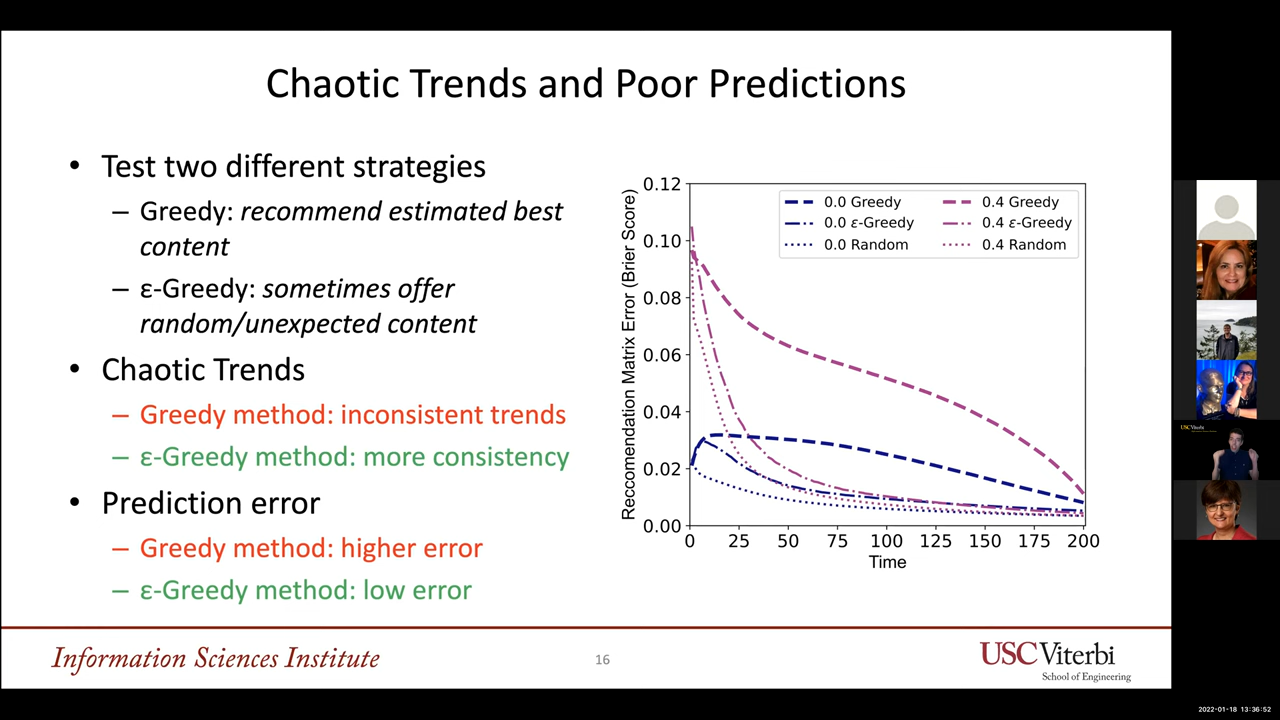 Chaotic Trends and Poor Predictions
• Test two different strategies
– Greedy: recommend estimated best
content
– ε-Greedy: sometimes offer
random/unexpected content
• Chaotic Trends
– Greedy method: inconsistent trends
– ε-Greedy method: more consistency
• Prediction error
– Greedy method: higher error
– ε-Greedy method: low error
Reccomendation Matrix Error (Brier Score)
0.12
0.10
0.08
0.06
0.04
0.02
0.00
0.0 Greedy
0.0 ε-Greedy
0.0 Random
0.4 Greedy
0.4 ε-Greedy
0.4 Random
0 25 50 75 100 125 150 175 200
Time
Information Sciences Institute
16
USC Viterbi
School of Engineering
USC Viterbi
2022-01-18 13:36:52